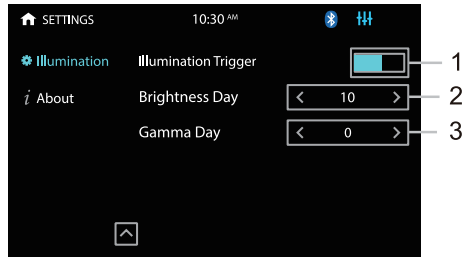 SETTINGS 10:30 AM
Illumination Illumination Trigger 1
i About Brightness Day < 10 > 2
Gamma Day < 0 > 3